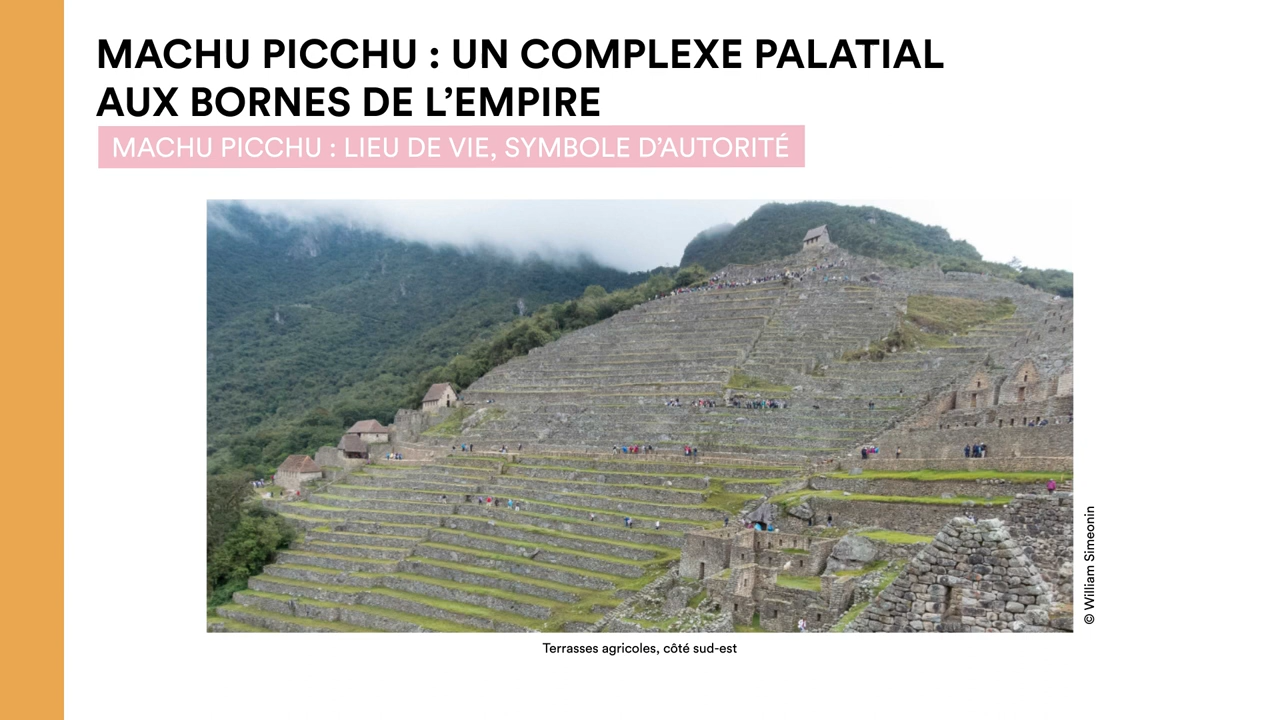 MACHU PICCHU : UN COMPLEXE PALATIAL
AUX BORNES DE L’EMPIRE
MACHU PICCHU : LIEU DE VIE, SYMBOLE D’AUTORITÉ
© William Simeonin
Terrasses agricoles, côté sud-est